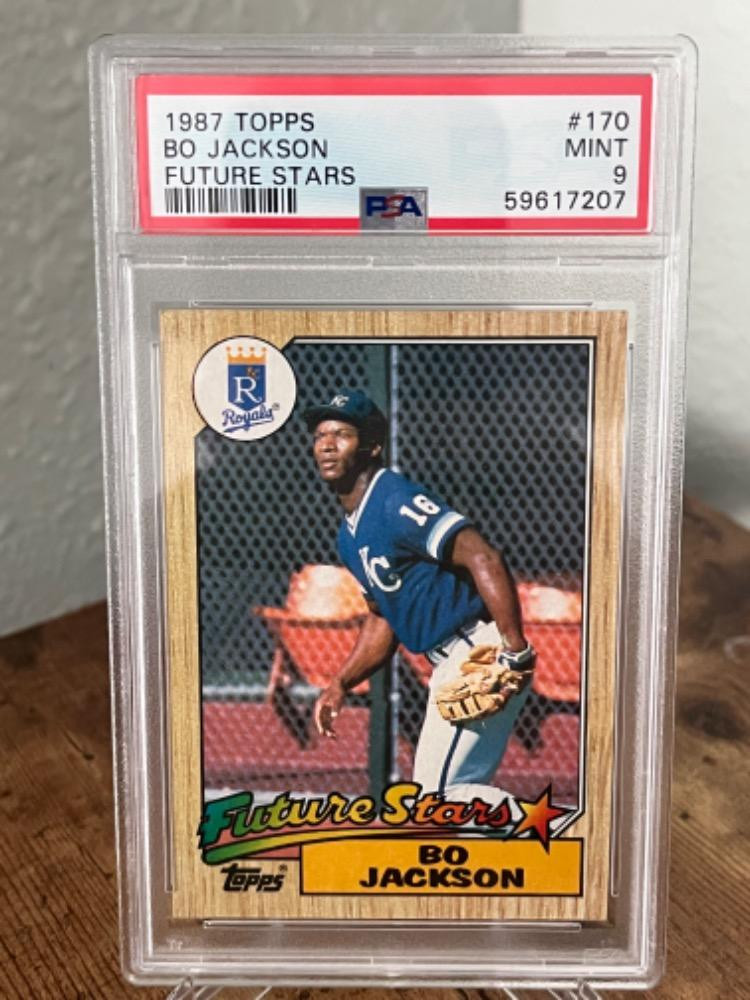 1987 TOPPS #170
BO JACKSON MINT
FUTURE STARS 9
PSA 59617207
R
Royals
KC
16
KC
Future Stars
topps
BO
JACKSON